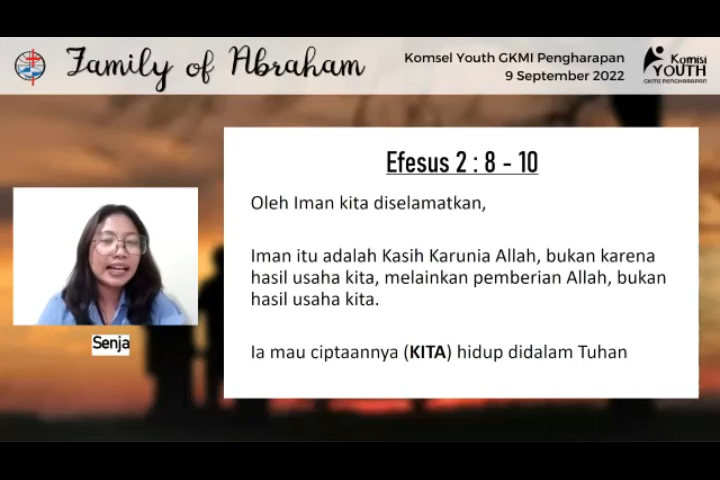 Family of Abraham
Komsel Youth GKMI Pengharapan
9 September 2022
Komisi
YOUTH
GKMI PENGHARAPAN
Efesus 2 : 8 - 10
Oleh Iman kita diselamatkan,
Iman itu adalah Kasih Karunia Allah, bukan karena
hasil usaha kita, melainkan pemberian Allah, bukan
hasil usaha kita.
Ia mau ciptaannya (KITA) hidup didalam Tuhan
Senja